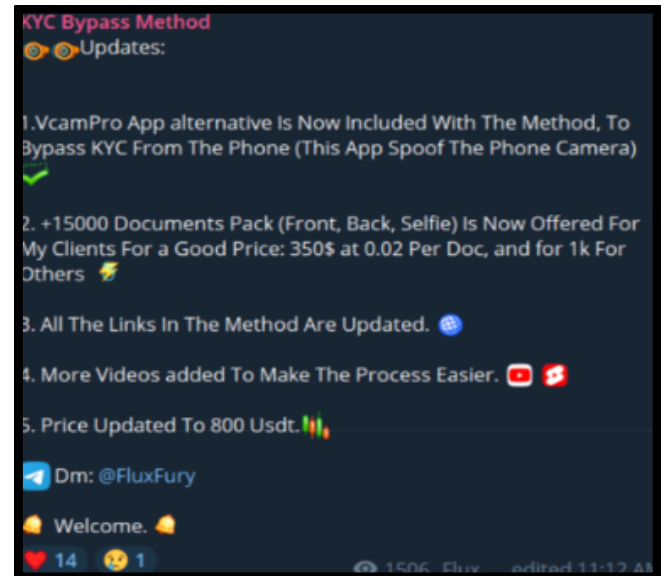 KYC Bypass Method
Updates:
1.VcamPro App alternative Is Now Included With The Method, To
Bypass KYC From The Phone (This App Spoof The Phone Camera)
2. +15000 Documents Pack (Front, Back, Selfie) Is Now Offered For
My Clients For a Good Price: 350$ at 0.02 Per Doc, and for 1k For
Others
3. All The Links In The Method Are Updated.
4. More Videos added To Make The Process Easier.
5. Price Updated To 800 Usdt.
Dm: @FluxFury
Welcome.
14 1
1506 Flux edited 11:12 AM